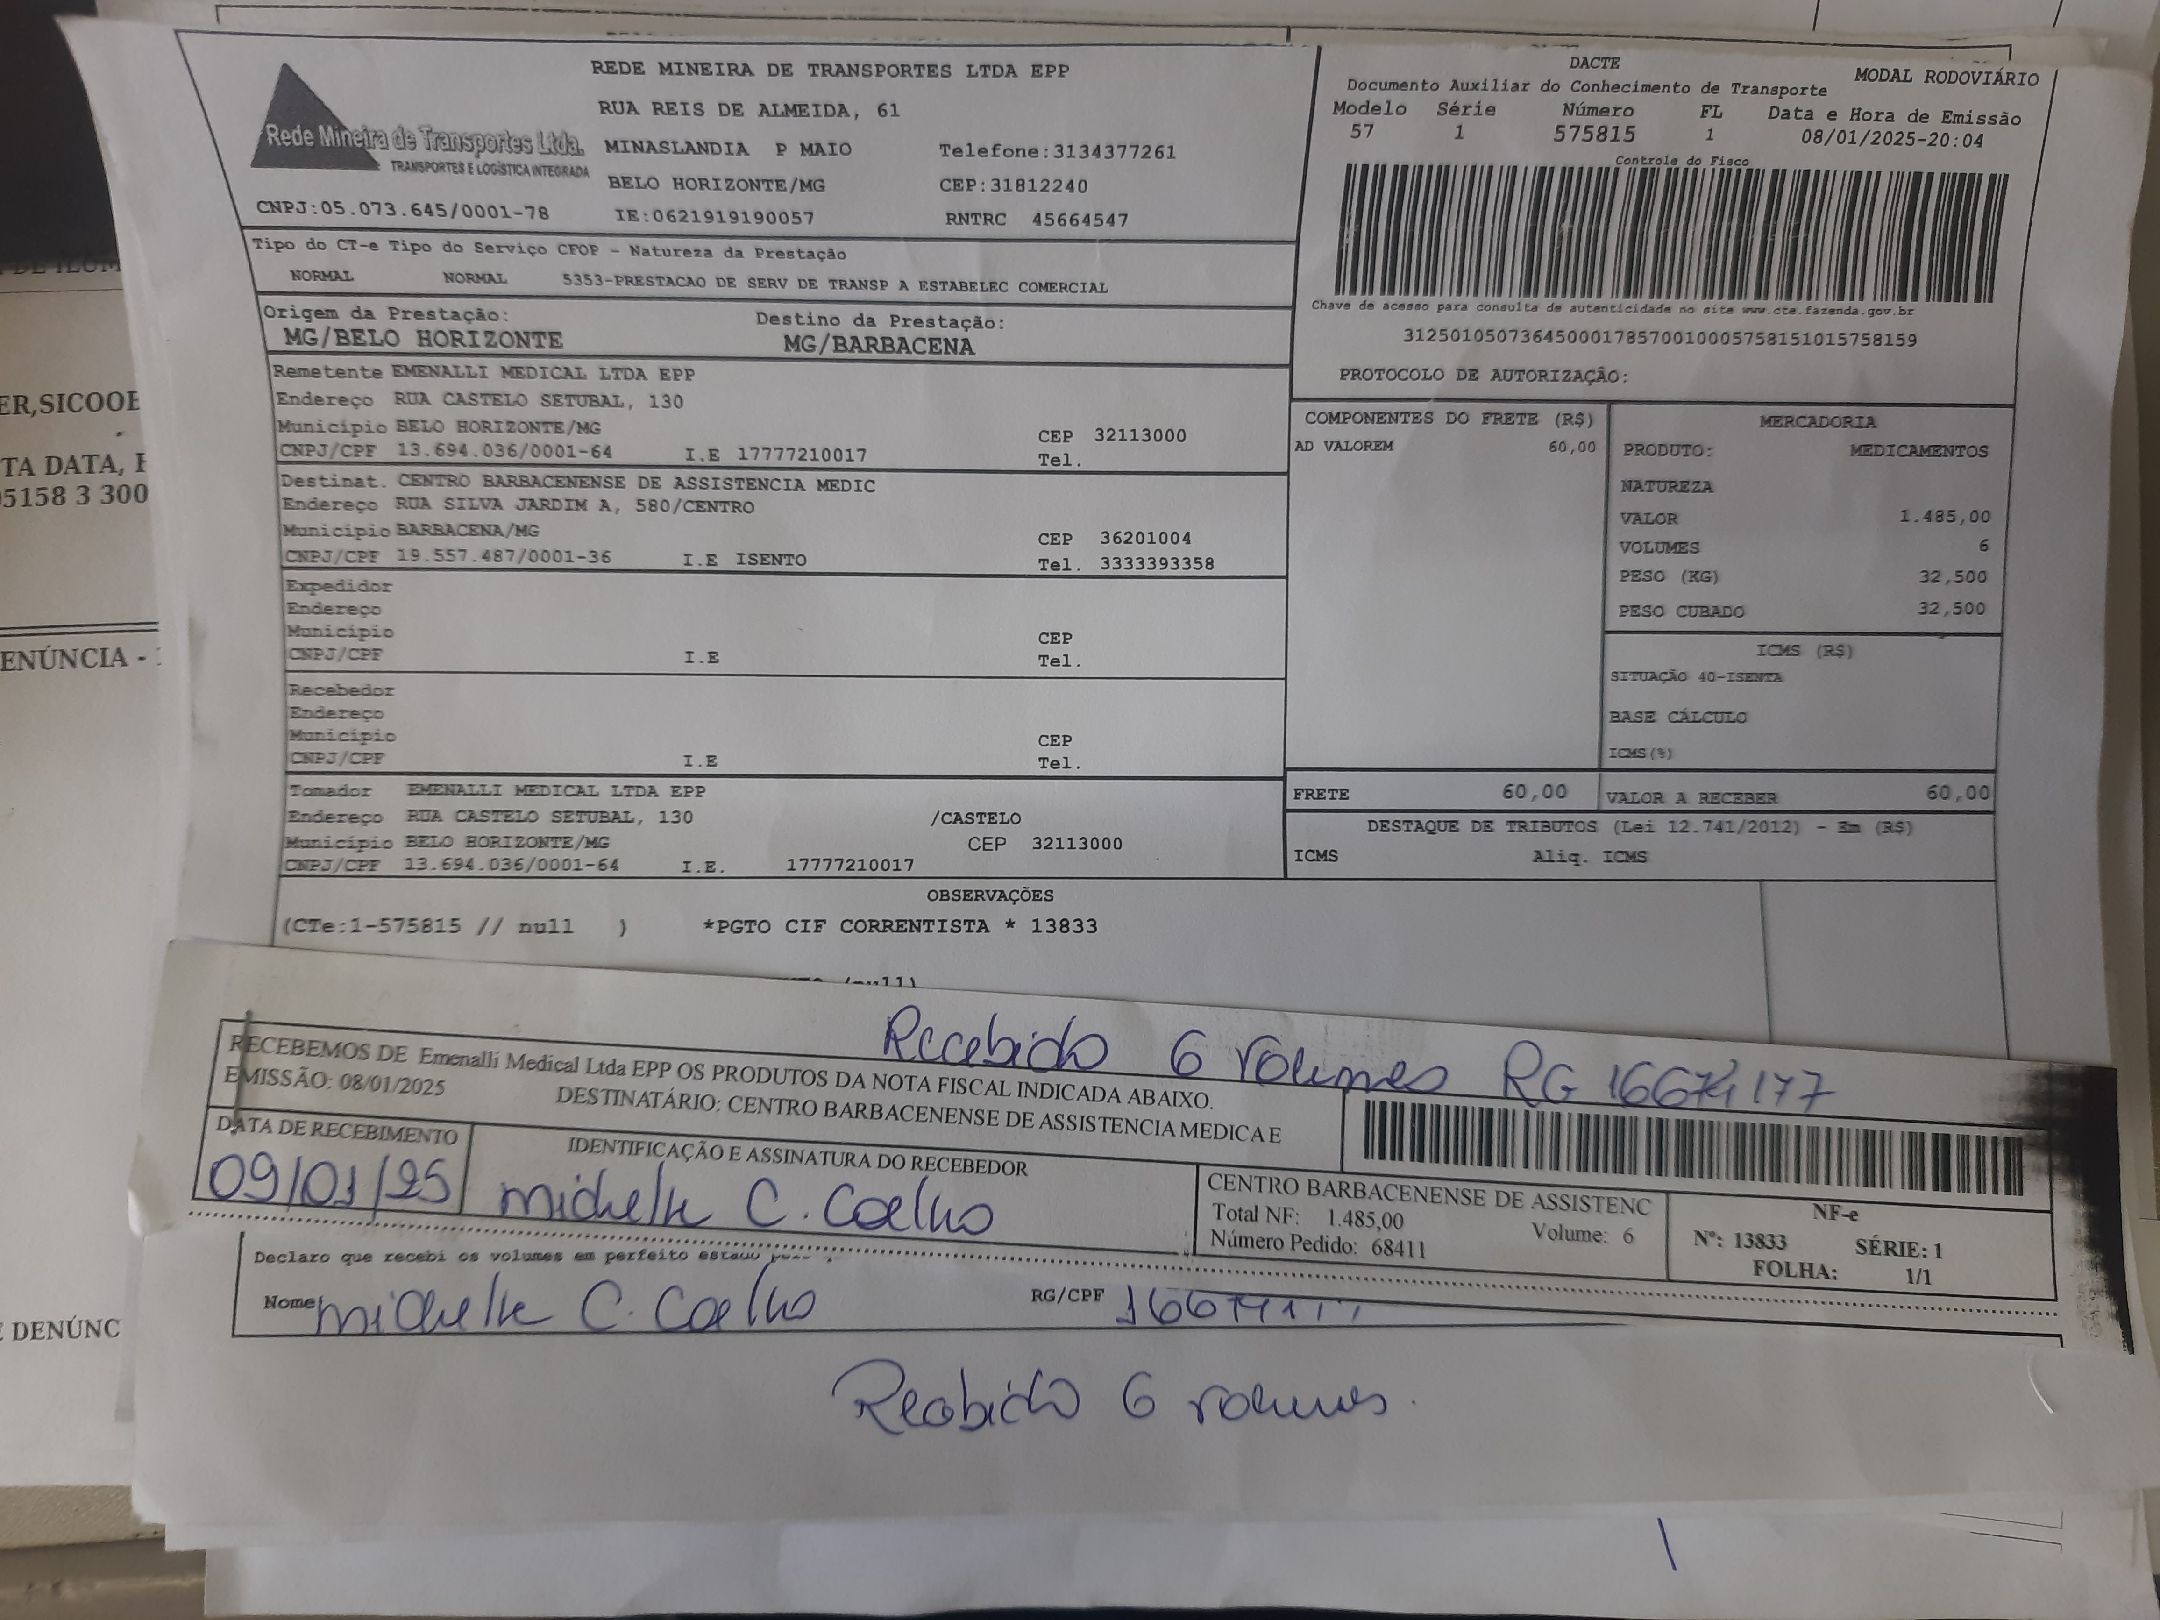 REDE MINEIRA DE TRANSPORTES LTDA EPP
RUA REIS DE ALMEIDA, 61
Rede Mineira de Transportes Ltda.
TRANSPORTES E LOGÍSTICA INTEGRADA
MINASLANDIA P MAIO Telefone:3134377261
BELO HORIZONTE/MG CEP:31812240
CNPJ:05.073.645/0001-78 IE:0621919190057 RNTRC 45664547
DACTE
MODAL RODOVIÁRIO
Documento Auxiliar do Conhecimento de Transporte
Modelo Série Número FL Data e Hora de Emissão
57 1 575815 1 08/01/2025-20:04
Controle do Fisco
Chave de acesso para consulta de autenticidade no site www.cte.fazenda.gov.br
31250105073645000178570010005758151015758159
PROTOCOLO DE AUTORIZAÇÃO:
Tipo do CT-e Tipo do Serviço CFOP - Natureza da Prestação
NORMAL NORMAL 5353-PRESTACAO DE SERV DE TRANSP A ESTABELEC COMERCIAL
Origem da Prestação: Destino da Prestação:
MG/BELO HORIZONTE MG/BARBACENA
Remetente EMENALLI MEDICAL LTDA EPP
Endereço RUA CASTELO SETUBAL, 130
Município BELO HORIZONTE/MG CEP 32113000
CNPJ/CPF 13.694.036/0001-64 I.E 17777210017 Tel.
Destinat. CENTRO BARBACENENSE DE ASSISTENCIA MEDIC
Endereço RUA SILVA JARDIM A, 580/CENTRO
Município BARBACENA/MG CEP 36201004
CNPJ/CPF 19.557.487/0001-36 I.E ISENTO Tel. 3333393358
Expedidor
Endereço
Município CEP
CNPJ/CPF I.E Tel.
Recebedor
Endereço
Município CEP
CNPJ/CPF I.E Tel.
Tomador EMENALLI MEDICAL LTDA EPP
Endereço RUA CASTELO SETUBAL, 130 /CASTELO
Município BELO HORIZONTE/MG CEP 32113000
CNPJ/CPF 13.694.036/0001-64 I.E. 17777210017
COMPONENTES DO FRETE (R$)
AD VALOREM 60,00
MERCADORIA
PRODUTO: MEDICAMENTOS
NATUREZA
VALOR 1.485,00
VOLUMES 6
PESO (KG) 32,500
PESO CUBADO 32,500
ICMS (R$)
SITUAÇÃO 40-ISENTA
BASE CÁLCULO
ICMS(%)
FRETE 60,00 VALOR A RECEBER 60,00
DESTAQUE DE TRIBUTOS (Lei 12.741/2012) - Em (R$)
ICMS Aliq. ICMS
OBSERVAÇÕES
(CTe:1-575815 // null ) *PGTO CIF CORRENTISTA * 13833
Recebido 6 volumes RG 16674177
RECEBEMOS DE Emenalli Medical Ltda EPP OS PRODUTOS DA NOTA FISCAL INDICADA ABAIXO.
EMISSÃO: 08/01/2025 DESTINATÁRIO: CENTRO BARBACENENSE DE ASSISTENCIA MEDICA E
DATA DE RECEBIMENTO IDENTIFICAÇÃO E ASSINATURA DO RECEBEDOR
09/01/25 Michelle C. Coelho
CENTRO BARBACENENSE DE ASSISTENC
Total NF: 1.485,00 Volume: 6
Número Pedido: 68411
NF-e
Nº: 13833 SÉRIE: 1
FOLHA: 1/1
Declaro que recebi os volumes em perfeito estado
Nome Michelle C. Coelho RG/CPF
Recebido 6 volumes.
ER,SICOOB
TA DATA,
05158 3 300
ENÚNCIA -
E DENÚNC